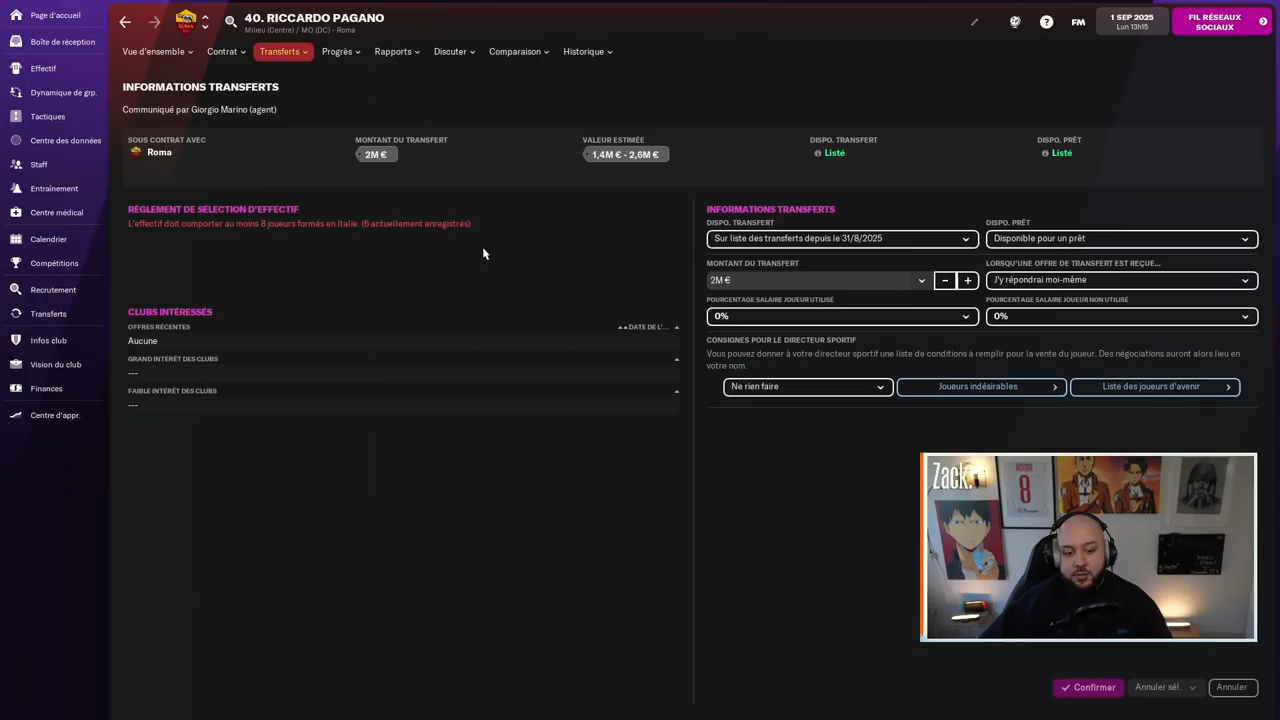 Page d'accueil
Boîte de réception
Effectif
Dynamique de grp.
Tactiques
Centre des données
Staff
Entraînement
Centre médical
Calendrier
Compétitions
Recrutement
Transferts
Infos club
Vision du club
Finances
Centre d'appr.
40. RICCARDO PAGANO
Milieu (Centre) / MO (DC) - Roma
FM
1 SEP 2025
Lun 13h15
FIL RÉSEAUX
SOCIAUX
Vue d'ensemble
Contrat
Transferts
Progrès
Rapports
Discuter
Comparaison
Historique
INFORMATIONS TRANSFERTS
Communiqué par Giorgio Marino (agent)
SOUS CONTRAT AVEC
Roma
MONTANT DU TRANSFERT
2M €
VALEUR ESTIMÉE
1,4M € - 2,6M €
DISPO. TRANSFERT
Listé
DISPO. PRÊT
Listé
RÈGLEMENT DE SÉLECTION D'EFFECTIF
L'effectif doit comporter au moins 8 joueurs formés en Italie. (6 actuellement enregistrés)
CLUBS INTÉRESSÉS
OFFRES RÉCENTES
DATE DE L'...
Aucune
GRAND INTÉRÊT DES CLUBS
---
FAIBLE INTÉRÊT DES CLUBS
---
INFORMATIONS TRANSFERTS
DISPO. TRANSFERT
Sur liste des transferts depuis le 31/8/2025
DISPO. PRÊT
Disponible pour un prêt
MONTANT DU TRANSFERT
2M €
LORSQU'UNE OFFRE DE TRANSFERT EST REÇUE...
J'y répondrai moi-même
POURCENTAGE SALAIRE JOUEUR UTILISÉ
0%
POURCENTAGE SALAIRE JOUEUR NON UTILISÉ
0%
CONSIGNES POUR LE DIRECTEUR SPORTIF
Vous pouvez donner à votre directeur sportif une liste de conditions à remplir pour la vente du joueur. Des négociations auront alors lieu en
votre nom.
Ne rien faire
Joueurs indésirables
Liste des joueurs d'avenir
Zack.
8
Confirmer
Annuler sél.
Annuler